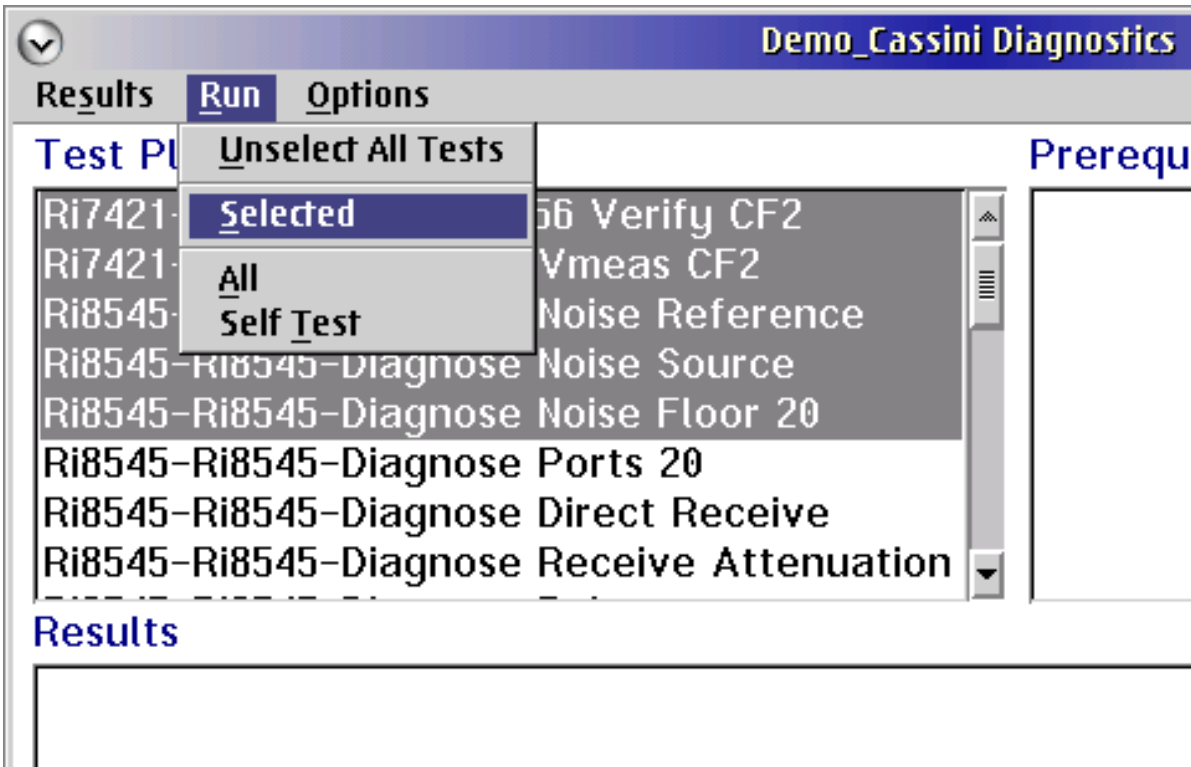 Demo_Cassini Diagnostics
Results Run Options
Test Pl Prerequ
Unselect All Tests
Selected
All
Self Test
Ri7421- 56 Verify CF2
Ri7421- Vmeas CF2
Ri8545- Noise Reference
Ri8545-Ri8545-Diagnose Noise Source
Ri8545-Ri8545-Diagnose Noise Floor 20
Ri8545-Ri8545-Diagnose Ports 20
Ri8545-Ri8545-Diagnose Direct Receive
Ri8545-Ri8545-Diagnose Receive Attenuation
Results